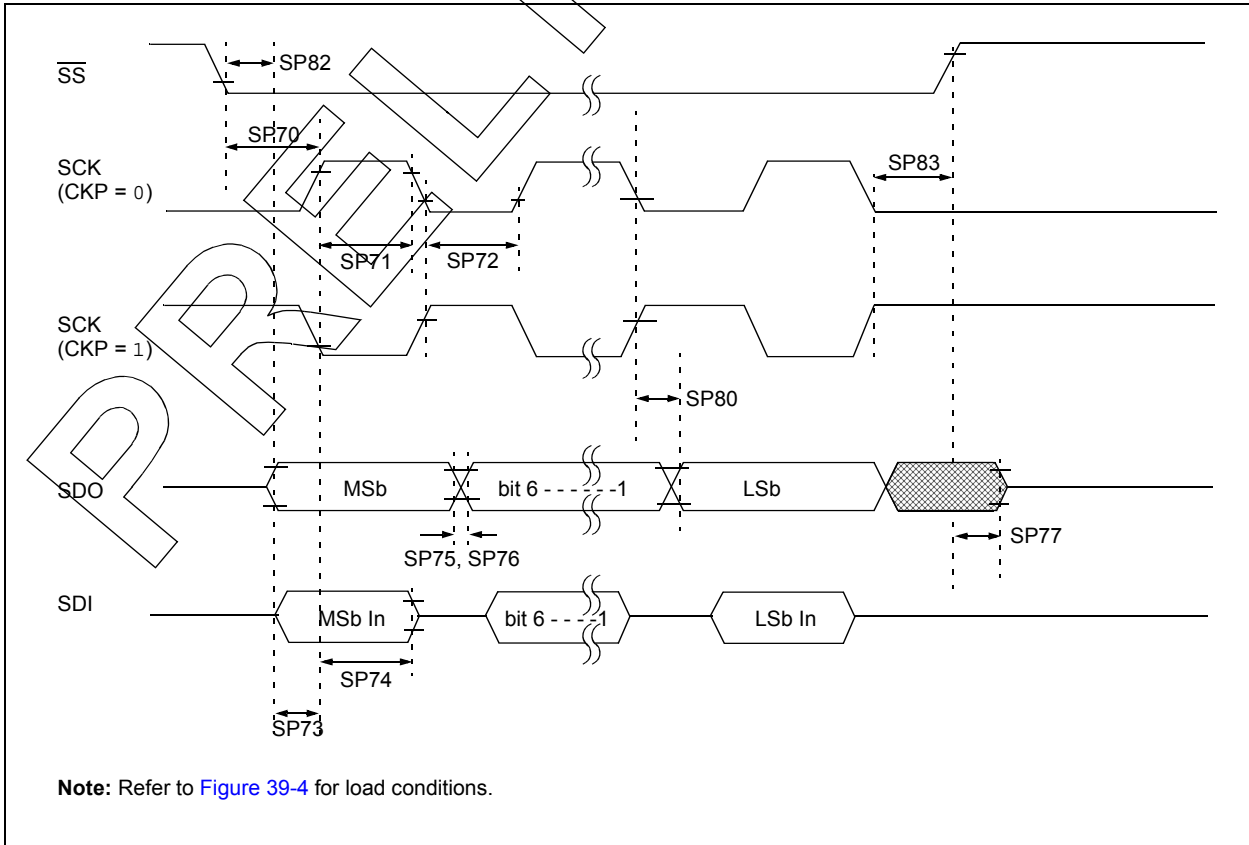 SS
SP82
SP70
SCK
(CKP = 0)
SP83
SP71
SP72
SCK
(CKP = 1)
SP80
SDO
MSb
bit 6 - - - - - -1
LSb
SP77
SP75, SP76
SDI
MSb In
bit 6 - - - -1
LSb In
SP74
SP73
Note: Refer to Figure 39-4 for load conditions.
PREL